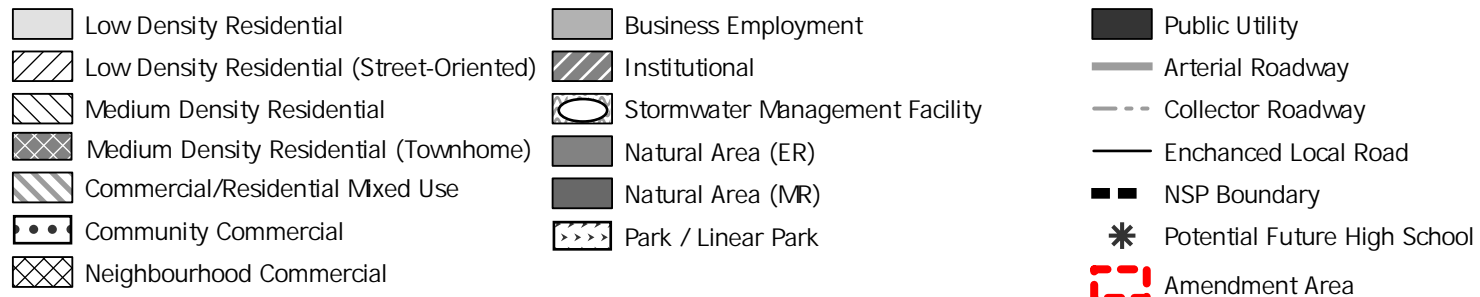 Low Density Residential
Low Density Residential (Street-Oriented)
Medium Density Residential
Medium Density Residential (Townhome)
Commercial/Residential Mixed Use
Community Commercial
Neighbourhood Commercial
Business Employment
Institutional
Stormwater Management Facility
Natural Area (ER)
Natural Area (MR)
Park / Linear Park
Public Utility
Arterial Roadway
Collector Roadway
Enchanced Local Road
NSP Boundary
Potential Future High School
Amendment Area